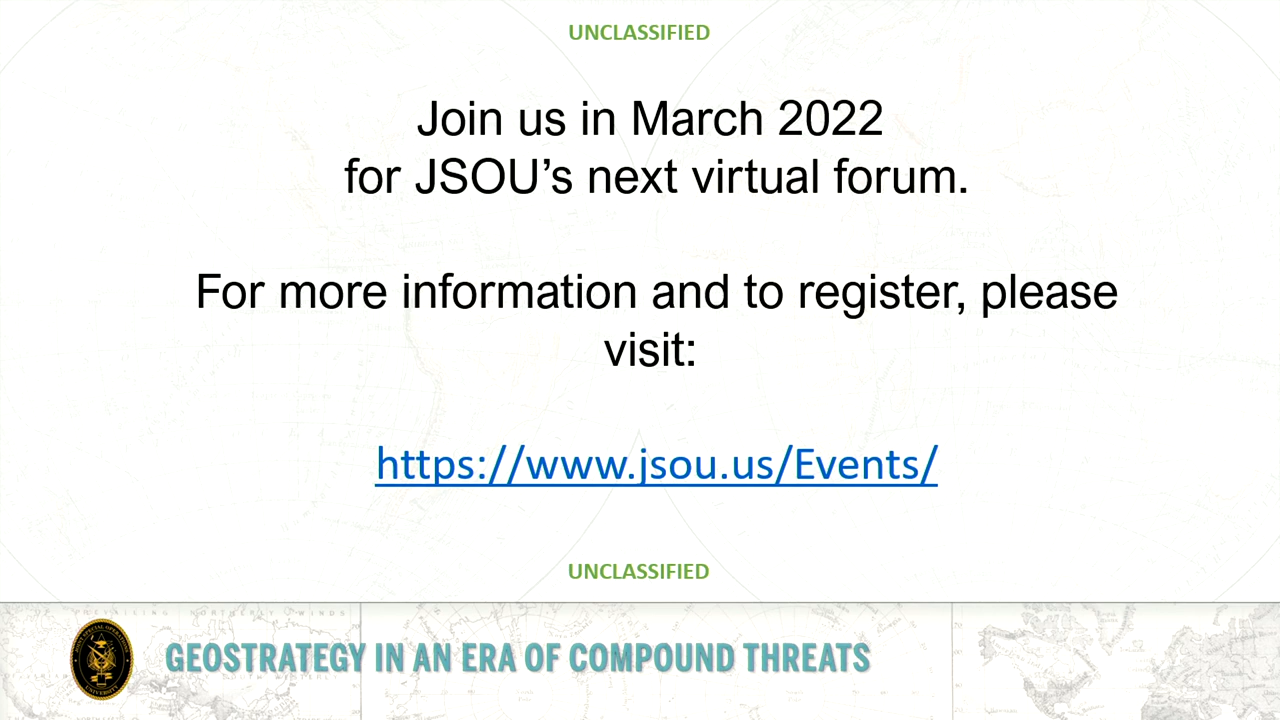 UNCLASSIFIED
Join us in March 2022
for JSOU’s next virtual forum.
For more information and to register, please
visit:
https://www.jsou.us/Events/
UNCLASSIFIED
GEOSTRATEGY IN AN ERA OF COMPOUND THREATS